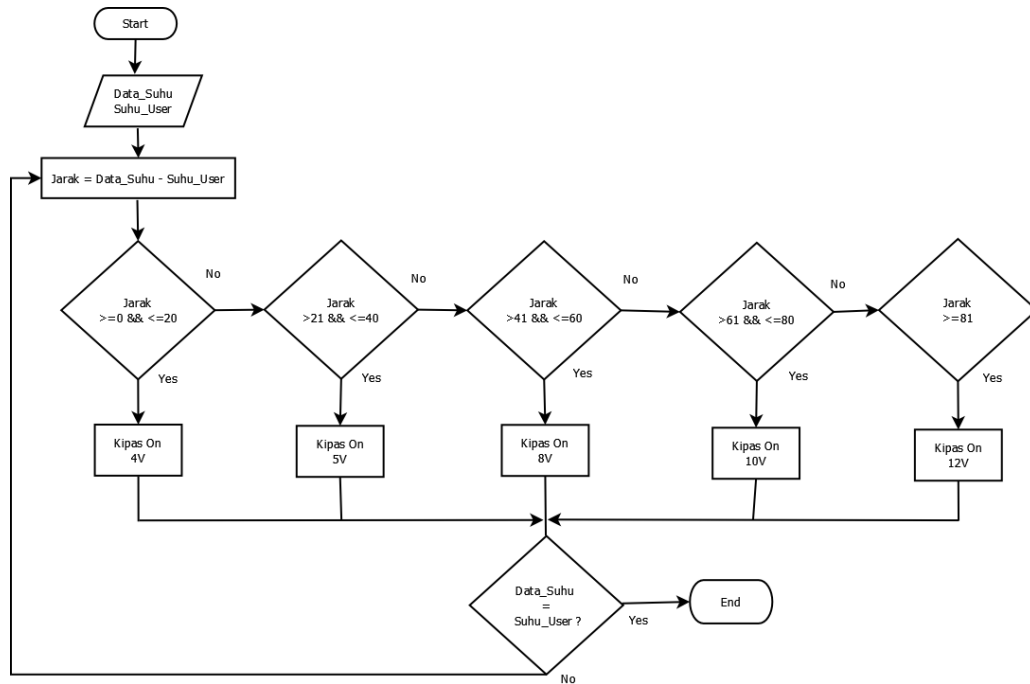 Start
Data_Suhu
Suhu_User
Jarak = Data_Suhu - Suhu_User
No
No
No
No
Jarak
>=0 && <=20
Jarak
>21 && <=40
Jarak
>41 && <=60
Jarak
>61 && <=80
Jarak
>=81
Yes
Yes
Yes
Yes
Yes
Kipas On
4V
Kipas On
5V
Kipas On
8V
Kipas On
10V
Kipas On
12V
Data_Suhu
=
Suhu_User ?
Yes
End
No